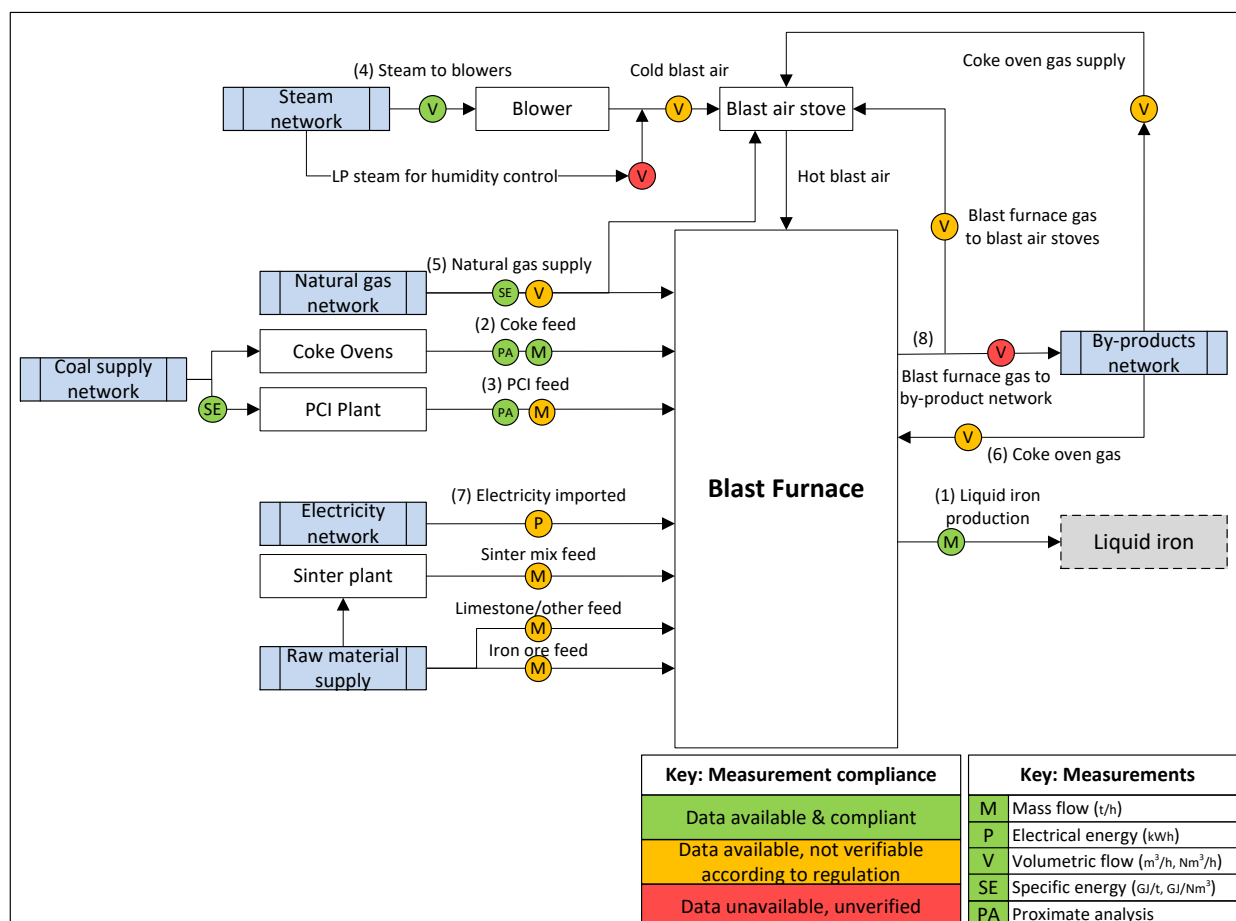 (4) Steam to blowers
Cold blast air
Coke oven gas supply
Steam
network
V
Blower
V
Blast air stove
V
LP steam for humidity control
V
Hot blast air
V
Blast furnace gas
to blast air stoves
(5) Natural gas supply
Natural gas
network
SE
V
(2) Coke feed
Coke Ovens
PA
M
Coal supply
network
SE
(3) PCI feed
PCI Plant
PA
M
(8)
V
By-products
network
Blast furnace gas to
by-product network
V
(6) Coke oven gas
Blast Furnace
(7) Electricity imported
Electricity
network
P
(1) Liquid iron
production
M
Liquid iron
Sinter mix feed
Sinter plant
M
Limestone/other feed
M
Iron ore feed
Raw material
supply
M
Key: Measurement compliance
Data available & compliant
Data available, not verifiable
according to regulation
Data unavailable, unverified
Key: Measurements
M Mass flow (t/h)
P Electrical energy (kWh)
V Volumetric flow (m³/h, Nm³/h)
SE Specific energy (GJ/t, GJ/Nm³)
PA Proximate analysis